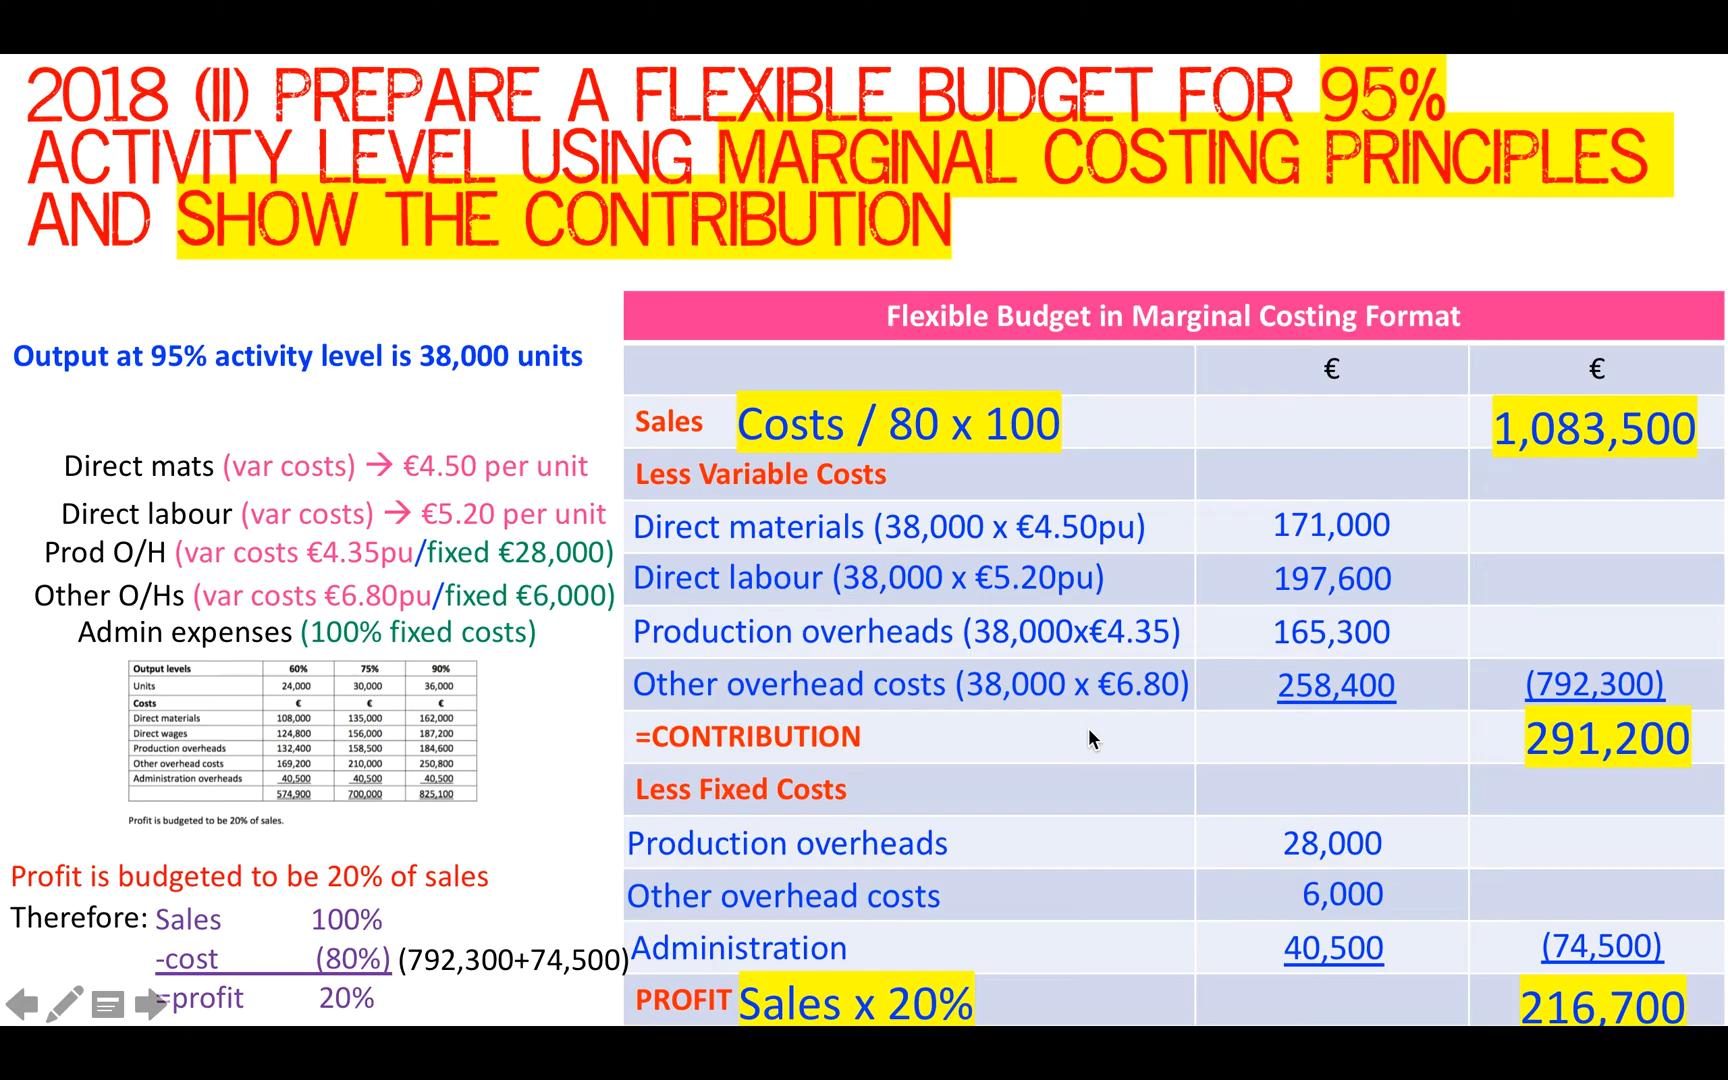 2018 (II) PREPARE A FLEXIBLE BUDGET FOR 95%
ACTIVITY LEVEL USING MARGINAL COSTING PRINCIPLES
AND SHOW THE CONTRIBUTION
Output at 95% activity level is 38,000 units
Direct mats (var costs) → €4.50 per unit
Direct labour (var costs) → €5.20 per unit
Prod O/H (var costs €4.35pu/fixed €28,000)
Other O/Hs (var costs €6.80pu/fixed €6,000)
Admin expenses (100% fixed costs)
Output levels 60% 75% 90%
Units 24,000 30,000 36,000
Costs € € €
Direct materials 108,000 135,000 162,000
Direct wages 124,800 156,000 187,200
Production overheads 132,400 158,500 184,600
Other overhead costs 169,200 210,000 250,800
Administration overheads 40,500 40,500 40,500
574,900 700,000 825,100
Profit is budgeted to be 20% of sales.
Profit is budgeted to be 20% of sales
Therefore: Sales 100%
-cost (80%) (792,300+74,500)
=profit 20%
Flexible Budget in Marginal Costing Format
€ €
Sales Costs / 80 x 100 1,083,500
Less Variable Costs
Direct materials (38,000 x €4.50pu) 171,000
Direct labour (38,000 x €5.20pu) 197,600
Production overheads (38,000x€4.35) 165,300
Other overhead costs (38,000 x €6.80) 258,400 (792,300)
=CONTRIBUTION 291,200
Less Fixed Costs
Production overheads 28,000
Other overhead costs 6,000
Administration 40,500 (74,500)
PROFIT Sales x 20% 216,700